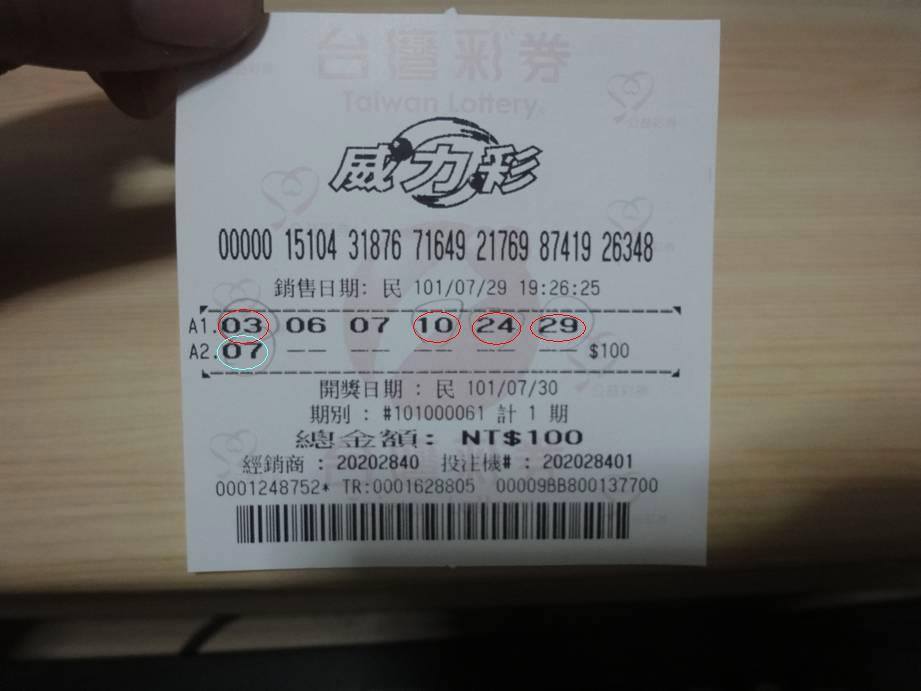 台灣彩券
Taiwan Lottery.
威力彩
00000 15104 31876 71649 21769 87419 26348
銷售日期: 民 101/07/29 19:26:25
A1.03 06 07 10 24 29
A2.07 -- -- -- -- -- $100
開獎日期 : 民 101/07/30
期別 : #101000061 計 1 期
總金額: NT$100
經銷商 : 20202840 投注機# : 202028401
0001248752* TR:0001628805 00009BB800137700